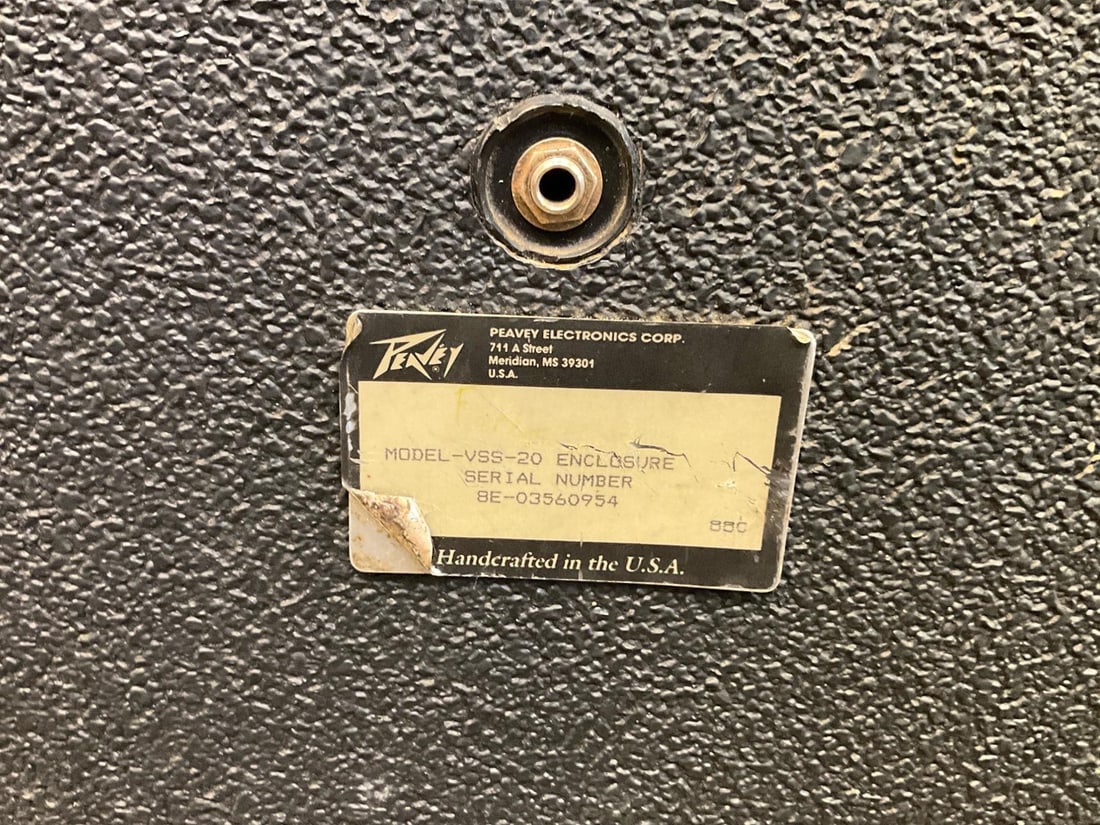 PEAVEY
®
PEAVEY ELECTRONICS CORP.
711 A Street
Meridian, MS 39301
U.S.A.
MODEL-VSS-20 ENCLOSURE
SERIAL NUMBER
8E-03560954
Handcrafted in the U.S.A.